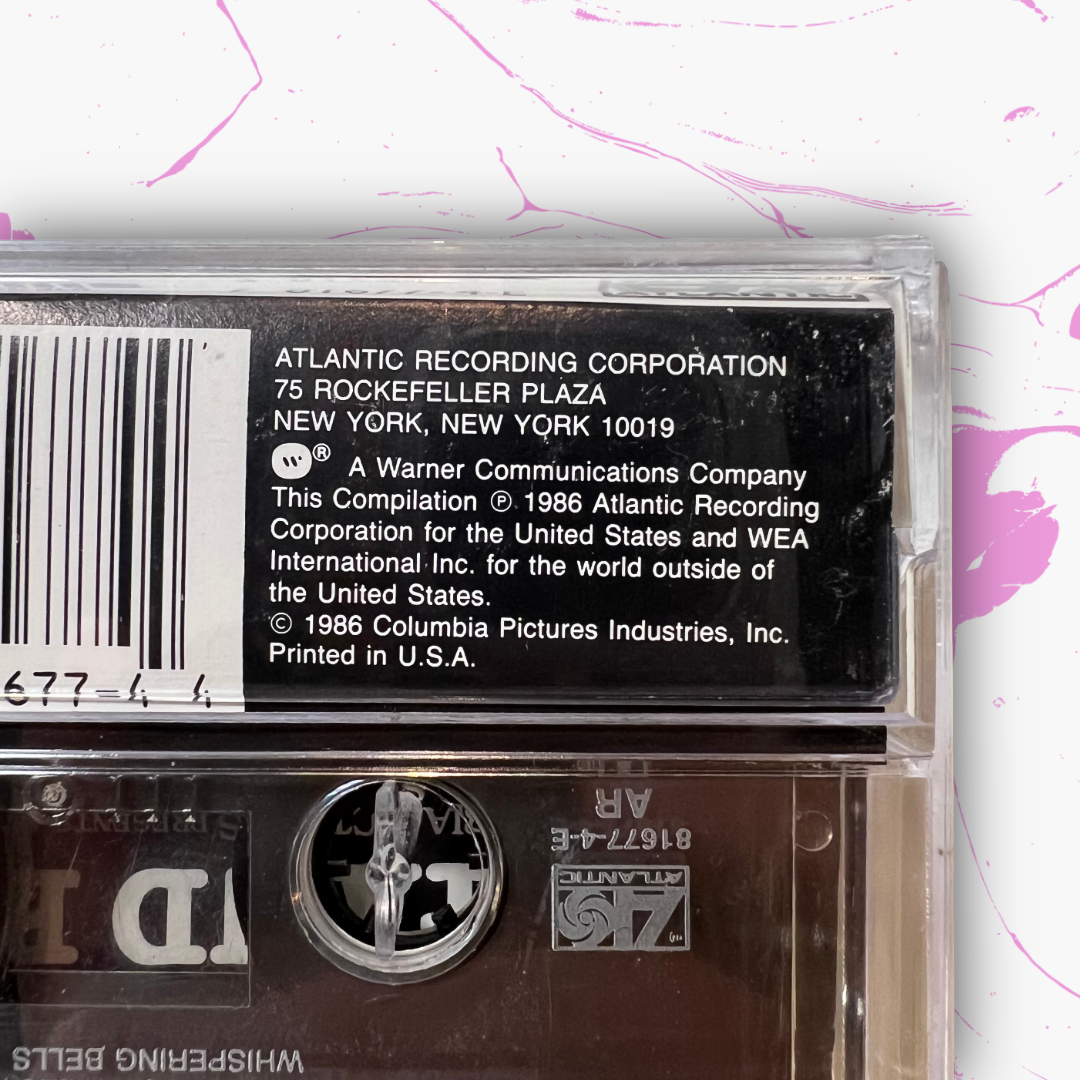 ATLANTIC RECORDING CORPORATION
75 ROCKEFELLER PLAZA
NEW YORK, NEW YORK 10019
® A Warner Communications Company
This Compilation ℗ 1986 Atlantic Recording
Corporation for the United States and WEA
International Inc. for the world outside of
the United States.
© 1986 Columbia Pictures Industries, Inc.
Printed in U.S.A.
677-4 4
AR
81677-4-E
ATLANTIC
WHISPERING BELLS